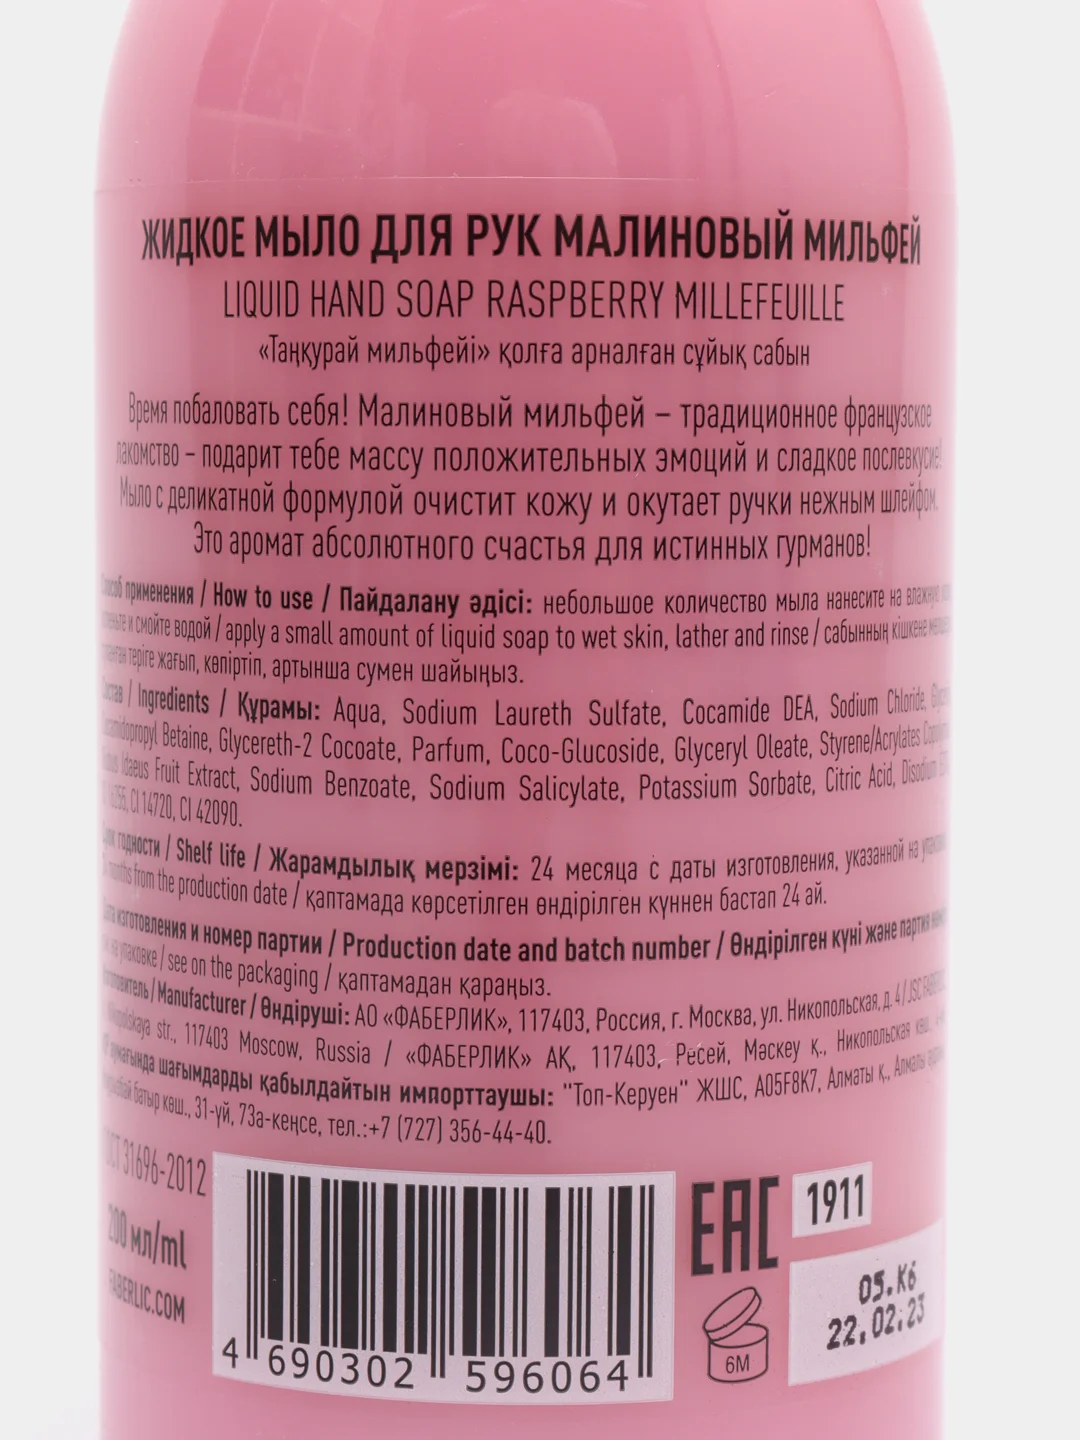 ЖИДКОЕ МЫЛО ДЛЯ РУК МАЛИНОВЫЙ МИЛЬФЕЙ
LIQUID HAND SOAP RASPBERRY MILLEFEUILLE
«Таңқурай мильфейі» қолға арналған сұйық сабын
Время побаловать себя! Малиновый мильфей – традиционное французское
лакомство – подарит тебе массу положительных эмоций и сладкое послевкусие!
Мыло с деликатной формулой очистит кожу и окутает ручки нежным шлейфом.
Это аромат абсолютного счастья для истинных гурманов!
Способ применения / How to use / Пайдалану әдісі: небольшое количество мыла нанесите на влажную
и смойте водой / apply a small amount of liquid soap to wet skin, lather and rinse / сабынның кішкене
теріге жағып, көпіртіп, артынша сумен шайыңыз.
Состав / Ingredients / Құрамы: Aqua, Sodium Laureth Sulfate, Cocamide DEA, Sodium Chloride,
Cocamidopropyl Betaine, Glycereth-2 Cocoate, Parfum, Coco-Glucoside, Glyceryl Oleate, Styrene/Acrylates
Rubus Idaeus Fruit Extract, Sodium Benzoate, Sodium Salicylate, Potassium Sorbate, Citric Acid, Disodium
CI 14720, CI 42090.
Срок годности / Shelf life / Жарамдылық мерзімі: 24 месяца с даты изготовления, указанной на
months from the production date / қаптамада көрсетілген өндірілген күннен бастап 24 ай.
Дата изготовления и номер партии / Production date and batch number / Өндірілген күні және партия
упаковке / see on the packaging / қаптамадан қараңыз.
Изготовитель / Manufacturer / Өндіруші: АО «ФАБЕРЛИК», 117403, Россия, г. Москва, ул. Никопольская, д. 4 / JSC
Nikopolskaya str., 117403 Moscow, Russia / «ФАБЕРЛИК» АҚ, 117403, Ресей, Мәскеу қ., Никопольская көш.,
аумағында шағымдарды қабылдайтын импорттаушы: "Топ-Керуен" ЖШС, A05F8K7, Алматы қ., Алмалы
батыр көш., 31-үй, 73а-кеңсе, тел.:+7 (727) 356-44-40.
ГОСТ 31696-2012
200 мл/ml
FABERLIC.COM
4 690302 596064
EAC
1911
05.К6
22.02.23
6M